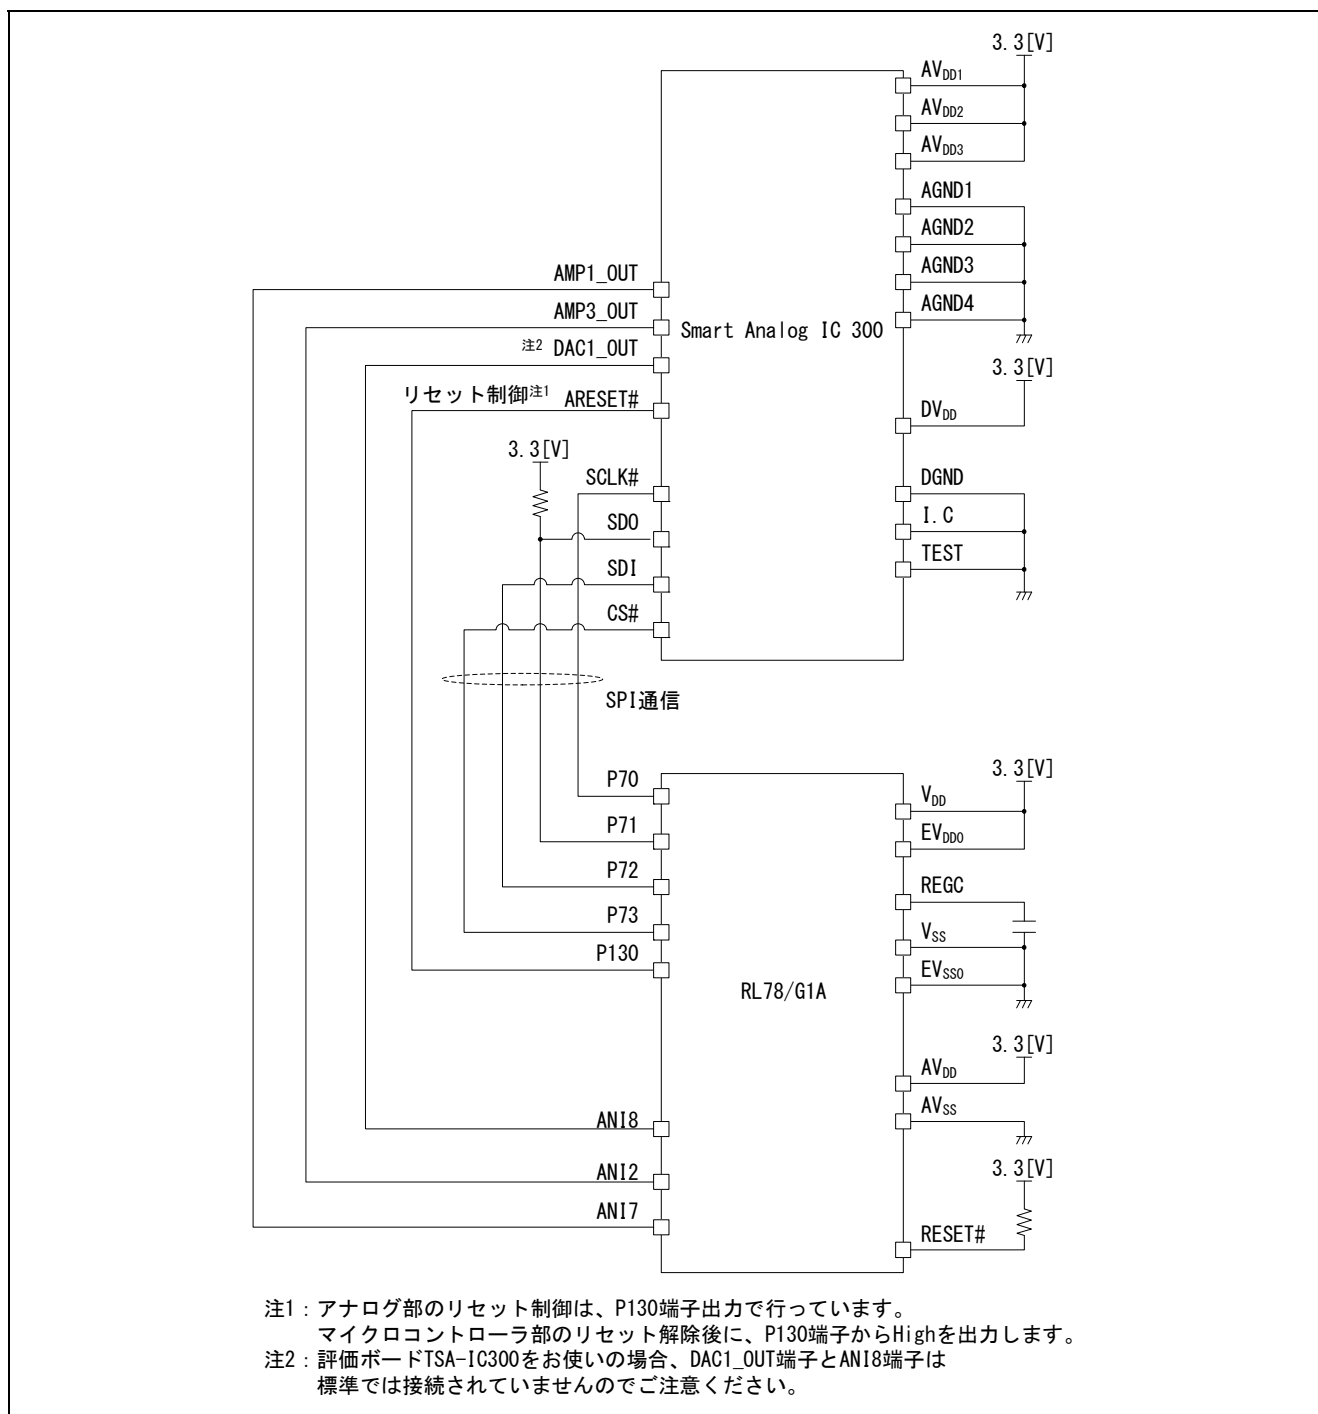 3.3[V]
AVDD1
AVDD2
AVDD3
AGND1
AGND2
AGND3
AGND4
3.3[V]
DVDD
DGND
I.C
TEST
Smart Analog IC 300
AMP1_OUT
AMP3_OUT
注2 DAC1_OUT
リセット制御注1 ARESET#
3.3[V]
SCLK#
SDO
SDI
CS#
SPI通信
P70
P71
P72
P73
P130
RL78/G1A
ANI8
ANI2
ANI7
3.3[V]
VDD
EVDD0
REGC
VSS
EVSS0
3.3[V]
AVDD
AVSS
3.3[V]
RESET#
注1：アナログ部のリセット制御は、P130端子出力で行っています。
マイクロコントローラ部のリセット解除後に、P130端子からHighを出力します。
注2：評価ボードTSA-IC300をお使いの場合、DAC1_OUT端子とANI8端子は
標準では接続されていませんのでご注意ください。